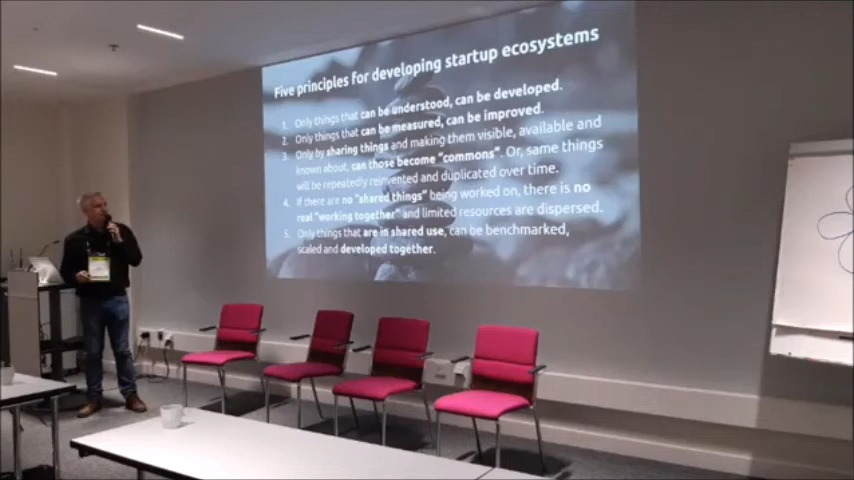 Five principles for developing startup ecosystems.
1. Only things that can be understood, can be developed.
2. Only things that can be measured, can be improved.
3. Only by sharing things and making them visible, available and
known about, can those become "commons". Or, same things
will be repeatedly reinvented and duplicated over time.
4. If there are no "shared things" being worked on, there is no
real "working together" and limited resources are dispersed.
5. Only things that are in shared use, can be benchmarked,
scaled and developed together.